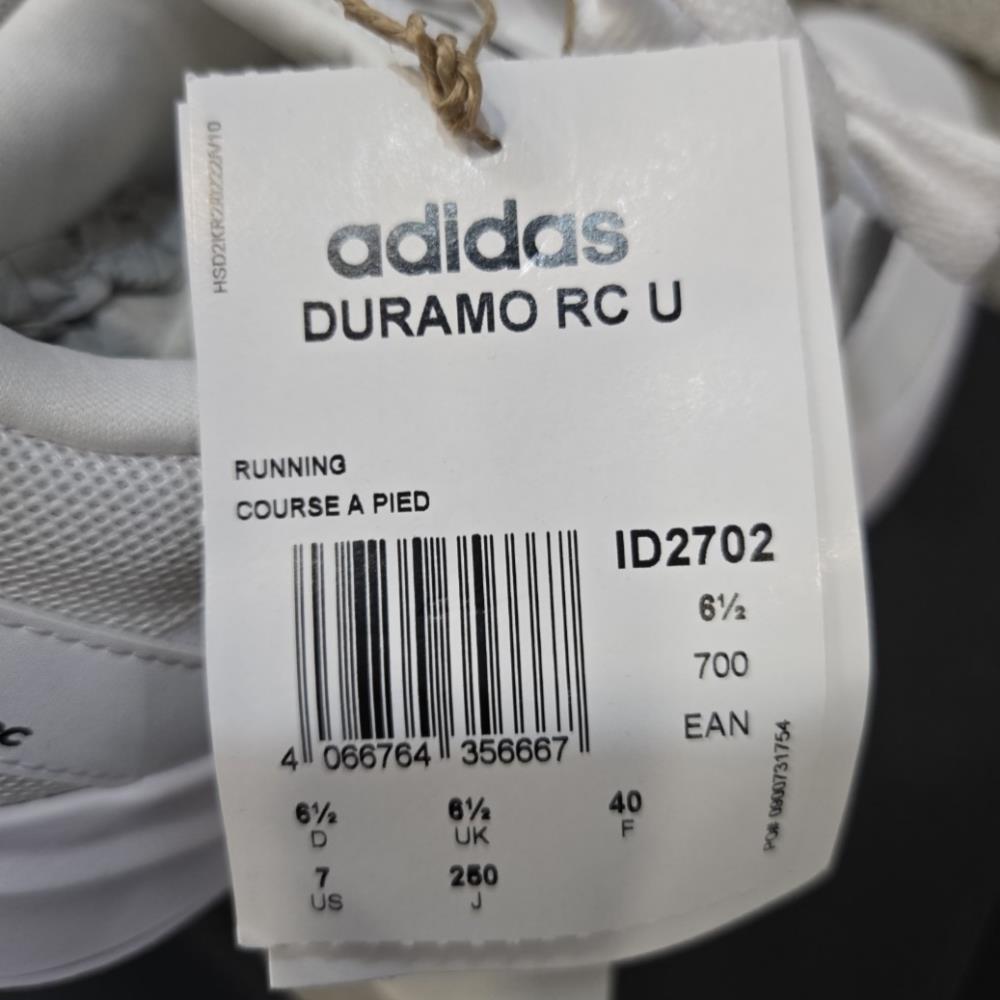 adidas
DURAMO RC U
RUNNING
COURSE A PIED
ID2702
6½
700
EAN
4 066764 356667
6½ 6½ 40
D UK F
7 250
US J
PO# 0900731754